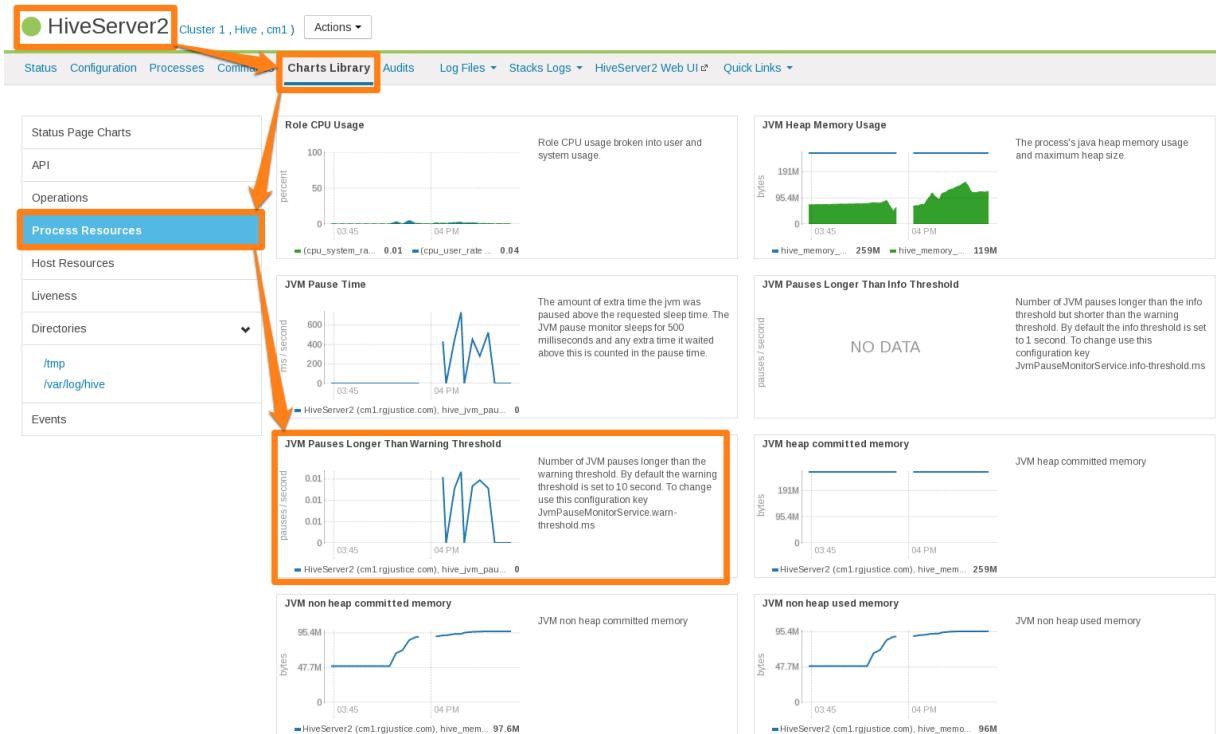 HiveServer2 (Cluster 1 , Hive , cm1 ) Actions
Status Configuration Processes Comman Charts Library Audits Log Files Stacks Logs HiveServer2 Web UI Quick Links
Status Page Charts
API
Operations
Process Resources
Host Resources
Liveness
Directories
/tmp
/var/log/hive
Events
Role CPU Usage
percent
100
50
0
03:45 04 PM
(cpu_system_ra... 0.01 (cpu_user_rate ... 0.04
Role CPU usage broken into user and
system usage.
JVM Heap Memory Usage
bytes
191M
95.4M
0
03:45 04 PM
hive_memory_... 259M hive_memory_... 119M
The process's java heap memory usage
and maximum heap size.
JVM Pause Time
ms / second
600
400
200
0
03:45 04 PM
HiveServer2 (cm1.rgjustice.com), hive_jvm_pau... 0
The amount of extra time the jvm was
paused above the requested sleep time. The
JVM pause monitor sleeps for 500
milliseconds and any extra time it waited
above this is counted in the pause time.
JVM Pauses Longer Than Info Threshold
pauses / second
NO DATA
Number of JVM pauses longer than the info
threshold but shorter than the warning
threshold. By default the info threshold is set
to 1 second. To change use this
configuration key
JvmPauseMonitorService.info-threshold.ms
JVM Pauses Longer Than Warning Threshold
pauses / second
0.01
0.01
0.01
0
03:45 04 PM
HiveServer2 (cm1.rgjustice.com), hive_jvm_pau... 0
Number of JVM pauses longer than the
warning threshold. By default the warning
threshold is set to 10 second. To change
use this configuration key
JvmPauseMonitorService.warn-
threshold.ms
JVM heap committed memory
bytes
191M
95.4M
0
03:45 04 PM
HiveServer2 (cm1.rgjustice.com), hive_mem... 259M
JVM heap committed memory
JVM non heap committed memory
bytes
95.4M
47.7M
0
03:45 04 PM
HiveServer2 (cm1.rgjustice.com), hive_mem... 97.6M
JVM non heap committed memory
JVM non heap used memory
bytes
95.4M
47.7M
0
03:45 04 PM
HiveServer2 (cm1.rgjustice.com), hive_memo... 96M
JVM non heap used memory